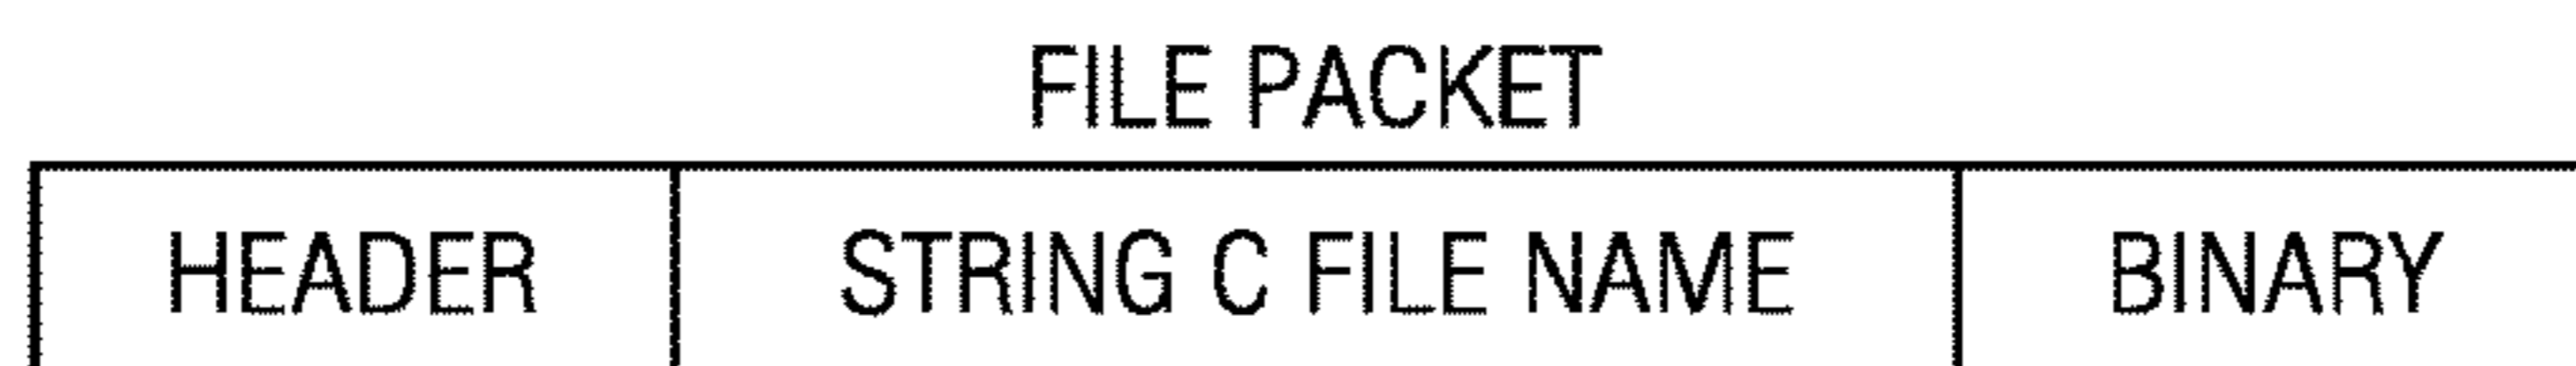 FILE PACKET
HEADER STRING C FILE NAME BINARY